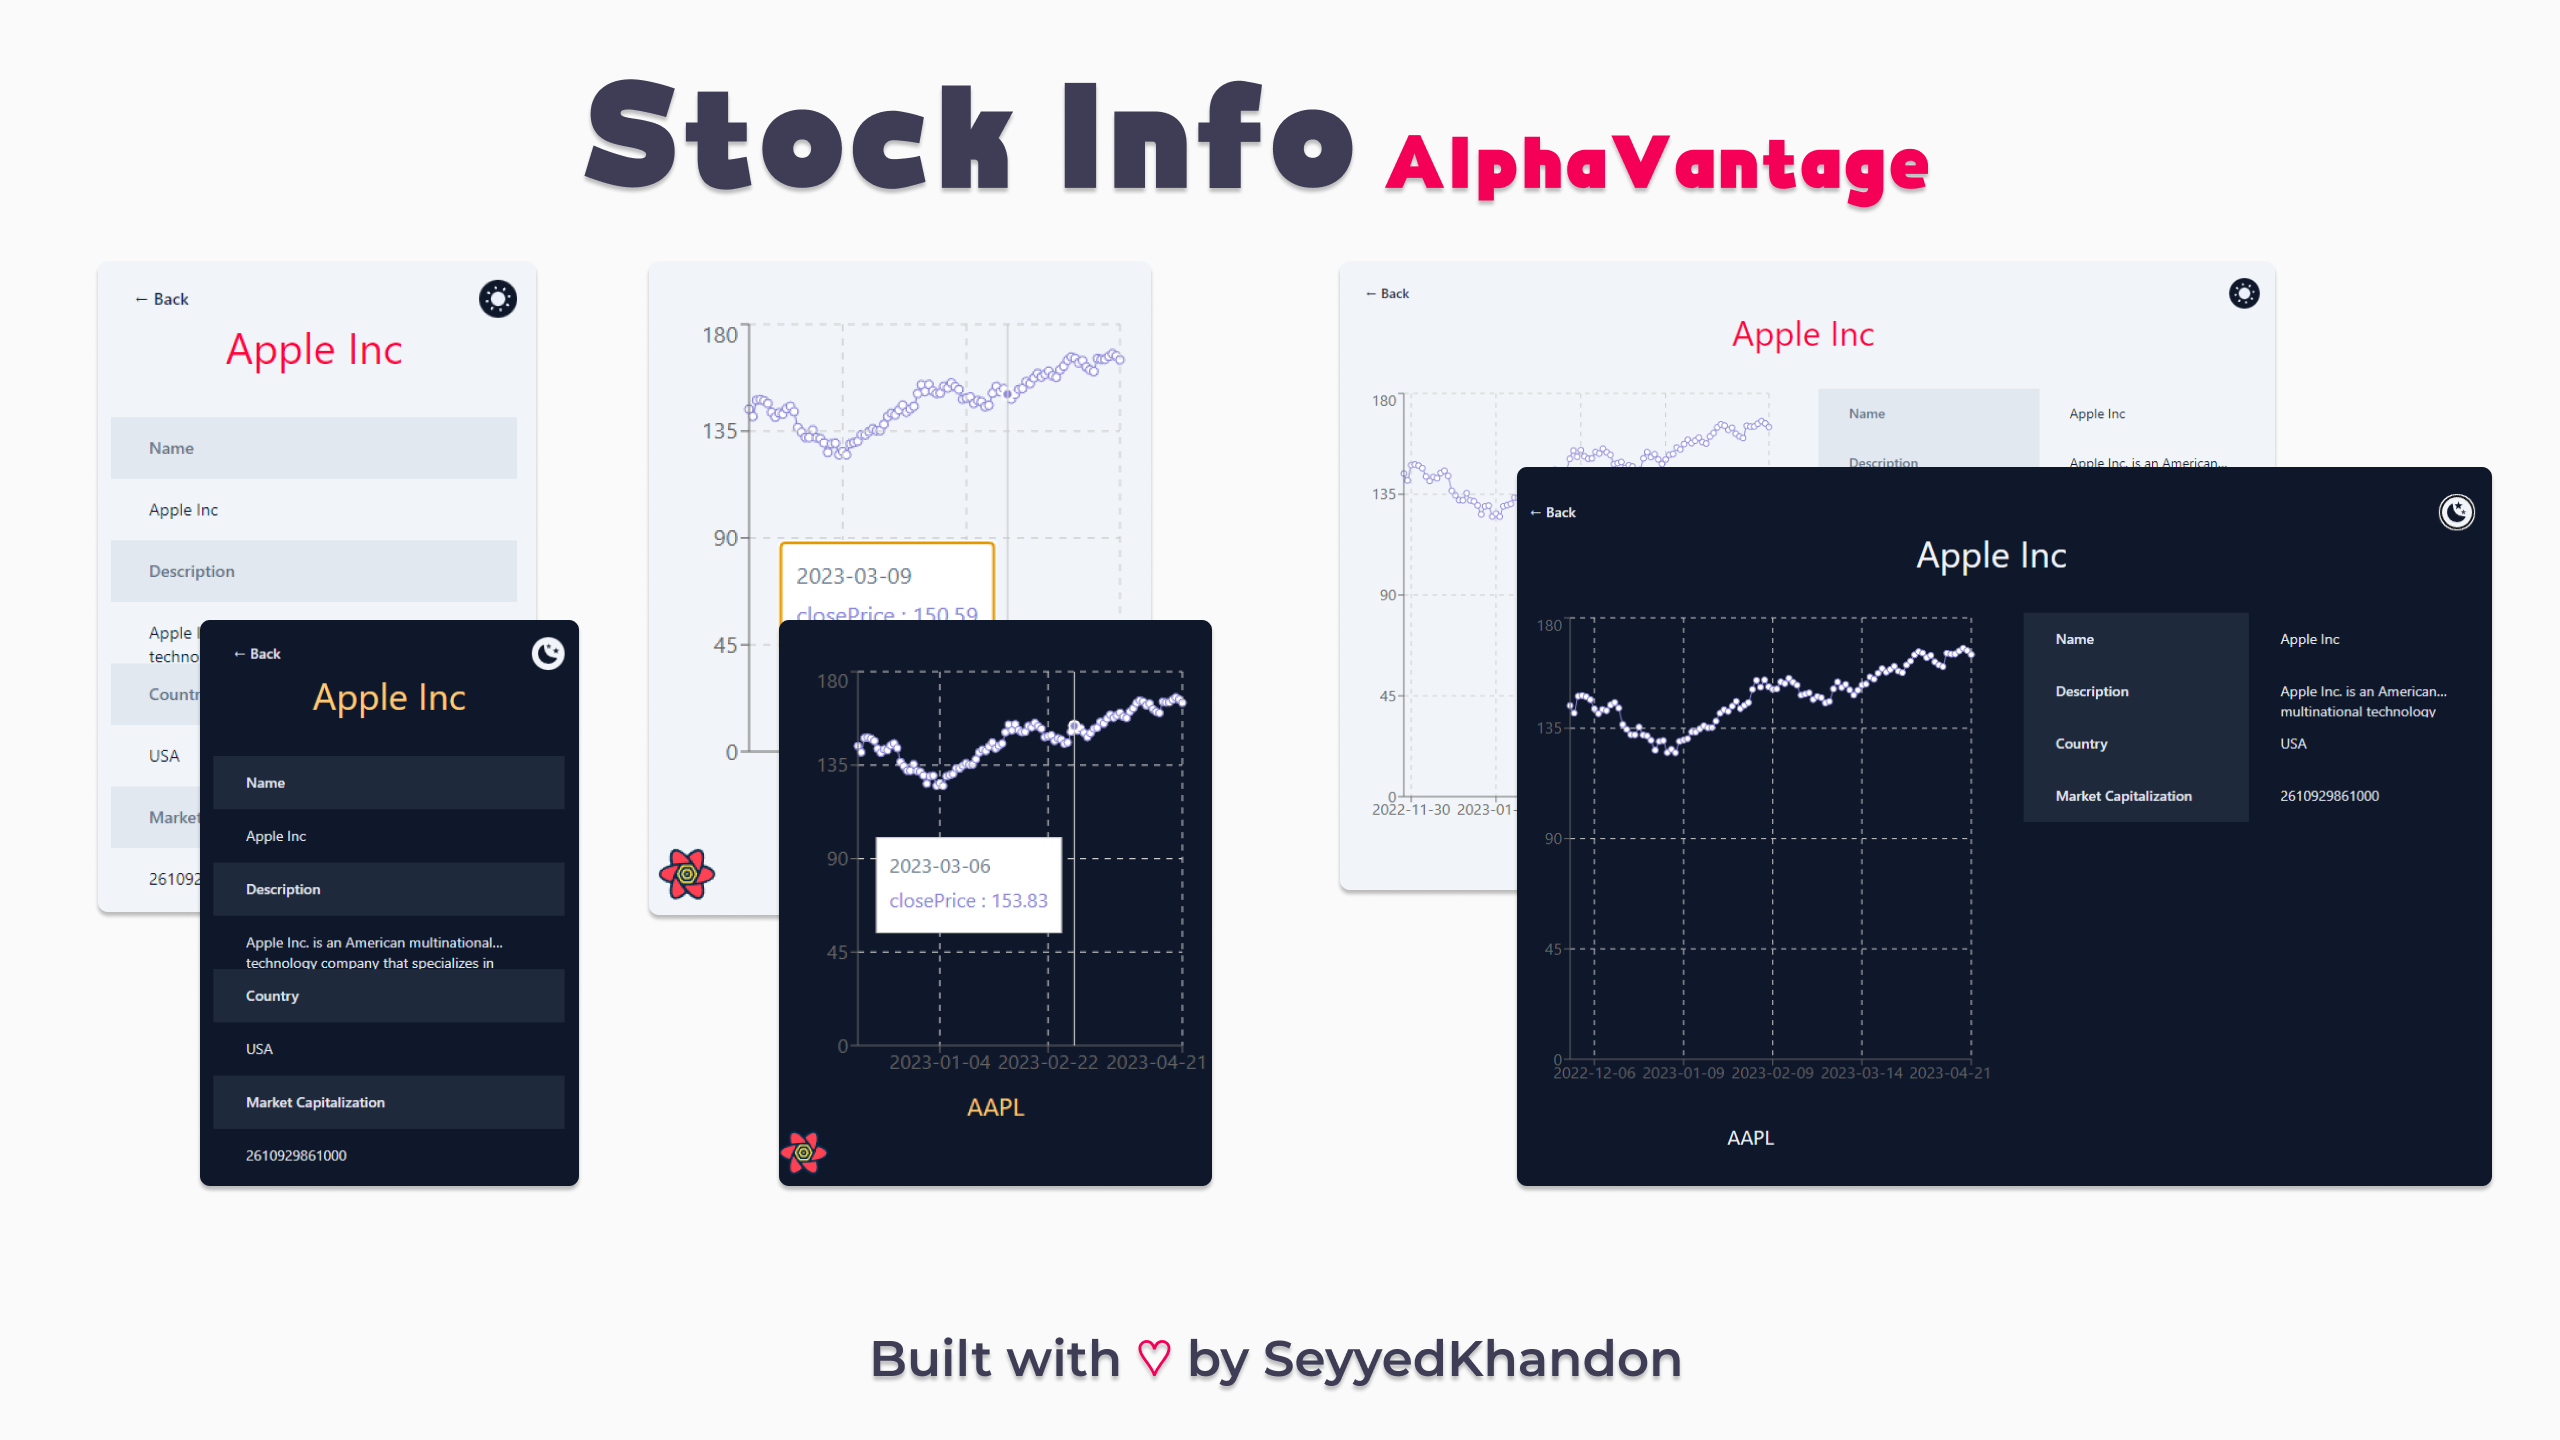 Stock Info AlphaVantage
← Back
Apple Inc
Name
Apple Inc
Description
Apple
techno
Country
USA
Market
261092
← Back
Apple Inc
Name
Apple Inc
Description
Apple Inc. is an American multinational...
technology company that specializes in
Country
USA
Market Capitalization
2610929861000
180
135
90
45
0
2023-03-09
closePrice : 150.59
180
135
90
45
0
2023-03-06
closePrice : 153.83
2023-01-04 2023-02-22 2023-04-21
AAPL
← Back
Apple Inc
180
135
90
45
0
2022-11-30 2023-01-
Name Apple Inc
Description Apple Inc. is an American...
← Back
Apple Inc
180
135
90
45
0
2022-12-06 2023-01-09 2023-02-09 2023-03-14 2023-04-21
AAPL
Name Apple Inc
Description Apple Inc. is an American...
multinational technology
Country USA
Market Capitalization 2610929861000
Built with ♡ by SeyyedKhandon